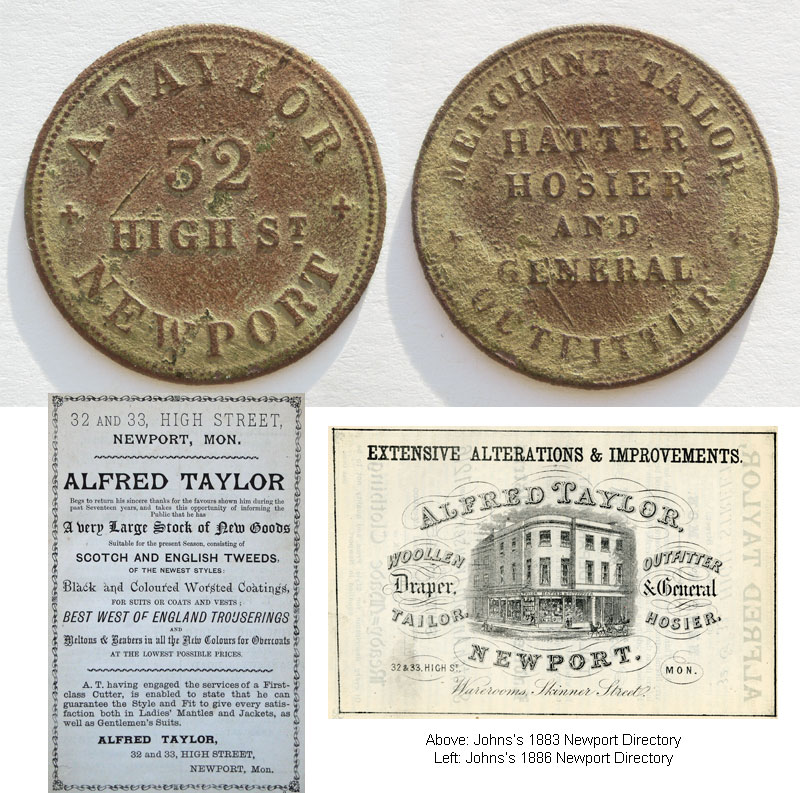 A. TAYLOR
32
HIGH ST
NEWPORT
MERCHANT TAILOR
HATTER
HOSIER
AND
GENERAL
OUTFITTER
32 AND 33, HIGH STREET,
NEWPORT, MON.
ALFRED TAYLOR
Begs to return his sincere thanks for the favours shown him during the
past Seventeen years, and takes this opportunity of informing the
Public that he has
A very Large Stock of New Goods
Suitable for the present Season, consisting of
SCOTCH AND ENGLISH TWEEDS,
OF THE NEWEST STYLES;
Black and Coloured Worsted Coatings,
FOR SUITS OR COATS AND VESTS;
BEST WEST OF ENGLAND TROUSERINGS
AND
Meltons & Beavers in all the New Colours for Overcoats
AT THE LOWEST POSSIBLE PRICES.
A. T. having engaged the services of a First-
class Cutter, is enabled to state that he can
guarantee the Style and Fit to give every satis-
faction both in Ladies' Mantles and Jackets, as
well as Gentlemen's Suits.
ALFRED TAYLOR,
32 and 33, HIGH STREET,
NEWPORT, Mon.
EXTENSIVE ALTERATIONS & IMPROVEMENTS.
ALFRED TAYLOR,
WOOLLEN
Draper,
TAILOR.
OUTFITTER
& General
HOSIER,
NEWPORT.
32 & 33, HIGH ST.
MON.
Warerooms, Skinner Street.
Above: Johns's 1883 Newport Directory
Left: Johns's 1886 Newport Directory